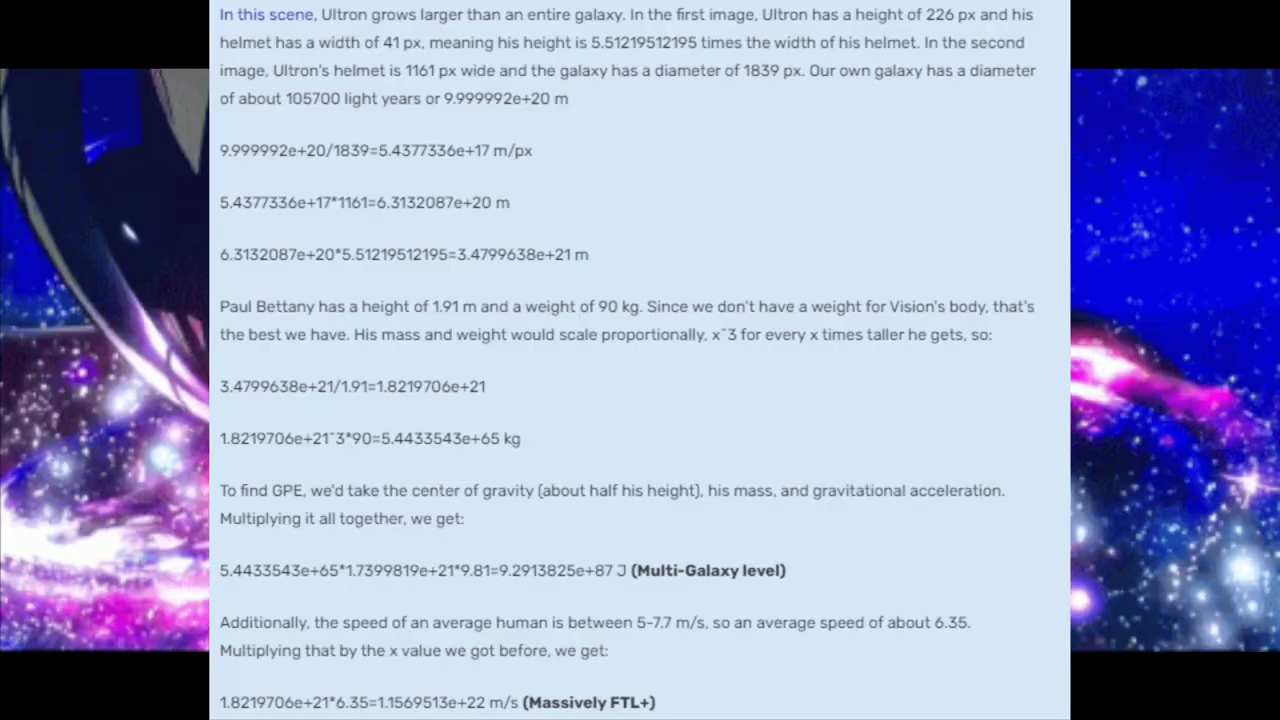 In this scene, Ultron grows larger than an entire galaxy. In the first image, Ultron has a height of 226 px and his
helmet has a width of 41 px, meaning his height is 5.51219512195 times the width of his helmet. In the second
image, Ultron's helmet is 1161 px wide and the galaxy has a diameter of 1839 px. Our own galaxy has a diameter
of about 105700 light years or 9.999992e+20 m
9.999992e+20/1839=5.4377336e+17 m/px
5.4377336e+17*1161=6.3132087e+20 m
6.3132087e+20*5.51219512195=3.4799638e+21 m
Paul Bettany has a height of 1.91 m and a weight of 90 kg. Since we don't have a weight for Vision's body, that's
the best we have. His mass and weight would scale proportionally, x^3 for every x times taller he gets, so:
3.4799638e+21/1.91=1.8219706e+21
1.8219706e+21^3*90=5.4433543e+65 kg
To find GPE, we'd take the center of gravity (about half his height), his mass, and gravitational acceleration.
Multiplying it all together, we get:
5.4433543e+65*1.7399819e+21*9.81=9.2913825e+87 J (Multi-Galaxy level)
Additionally, the speed of an average human is between 5-7.7 m/s, so an average speed of about 6.35.
Multiplying that by the x value we got before, we get:
1.8219706e+21*6.35=1.1569513e+22 m/s (Massively FTL+)